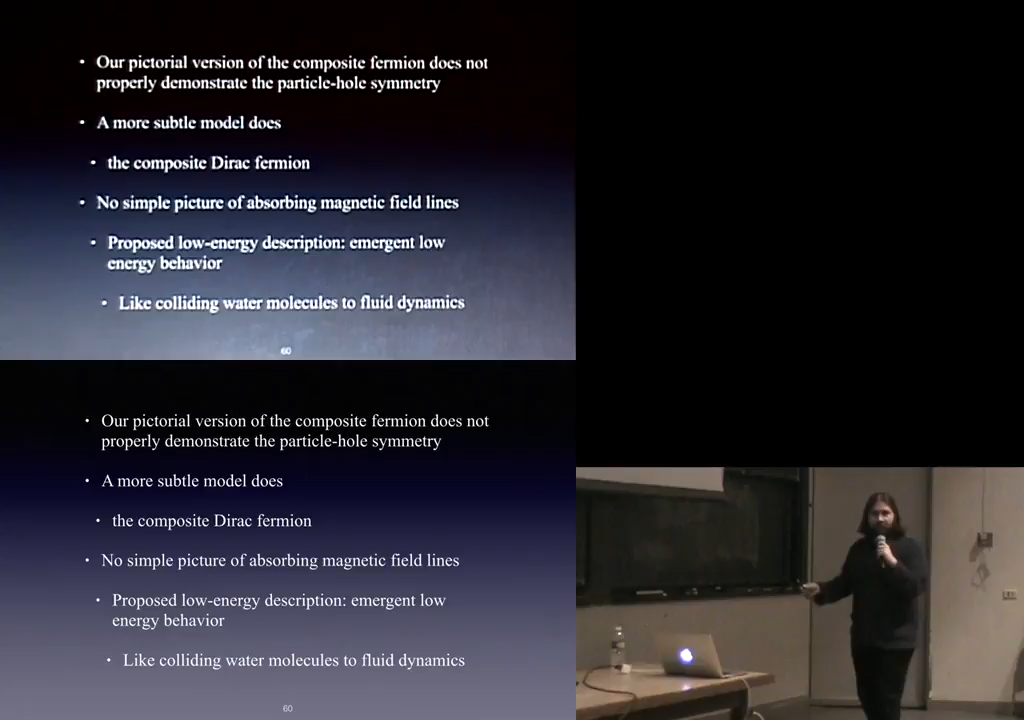 • Our pictorial version of the composite fermion does not
properly demonstrate the particle-hole symmetry
• A more subtle model does
• the composite Dirac fermion
• No simple picture of absorbing magnetic field lines
• Proposed low-energy description: emergent low
energy behavior
• Like colliding water molecules to fluid dynamics
60
• Our pictorial version of the composite fermion does not
properly demonstrate the particle-hole symmetry
• A more subtle model does
• the composite Dirac fermion
• No simple picture of absorbing magnetic field lines
• Proposed low-energy description: emergent low
energy behavior
• Like colliding water molecules to fluid dynamics
60